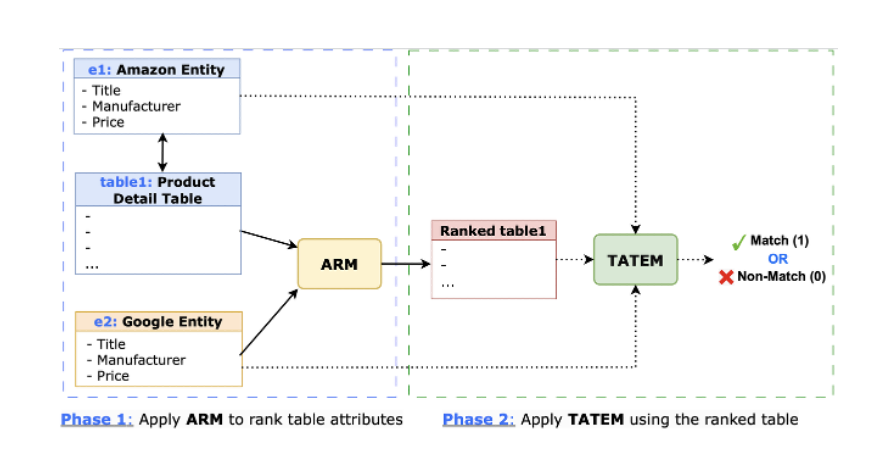 e1: Amazon Entity
- Title
- Manufacturer
- Price
table1: Product
Detail Table
-
-
-
...
e2: Google Entity
- Title
- Manufacturer
- Price
ARM
Ranked table1
-
-
...
TATEM
✓ Match (1)
OR
✖ Non-Match (0)
Phase 1: Apply ARM to rank table attributes
Phase 2: Apply TATEM using the ranked table